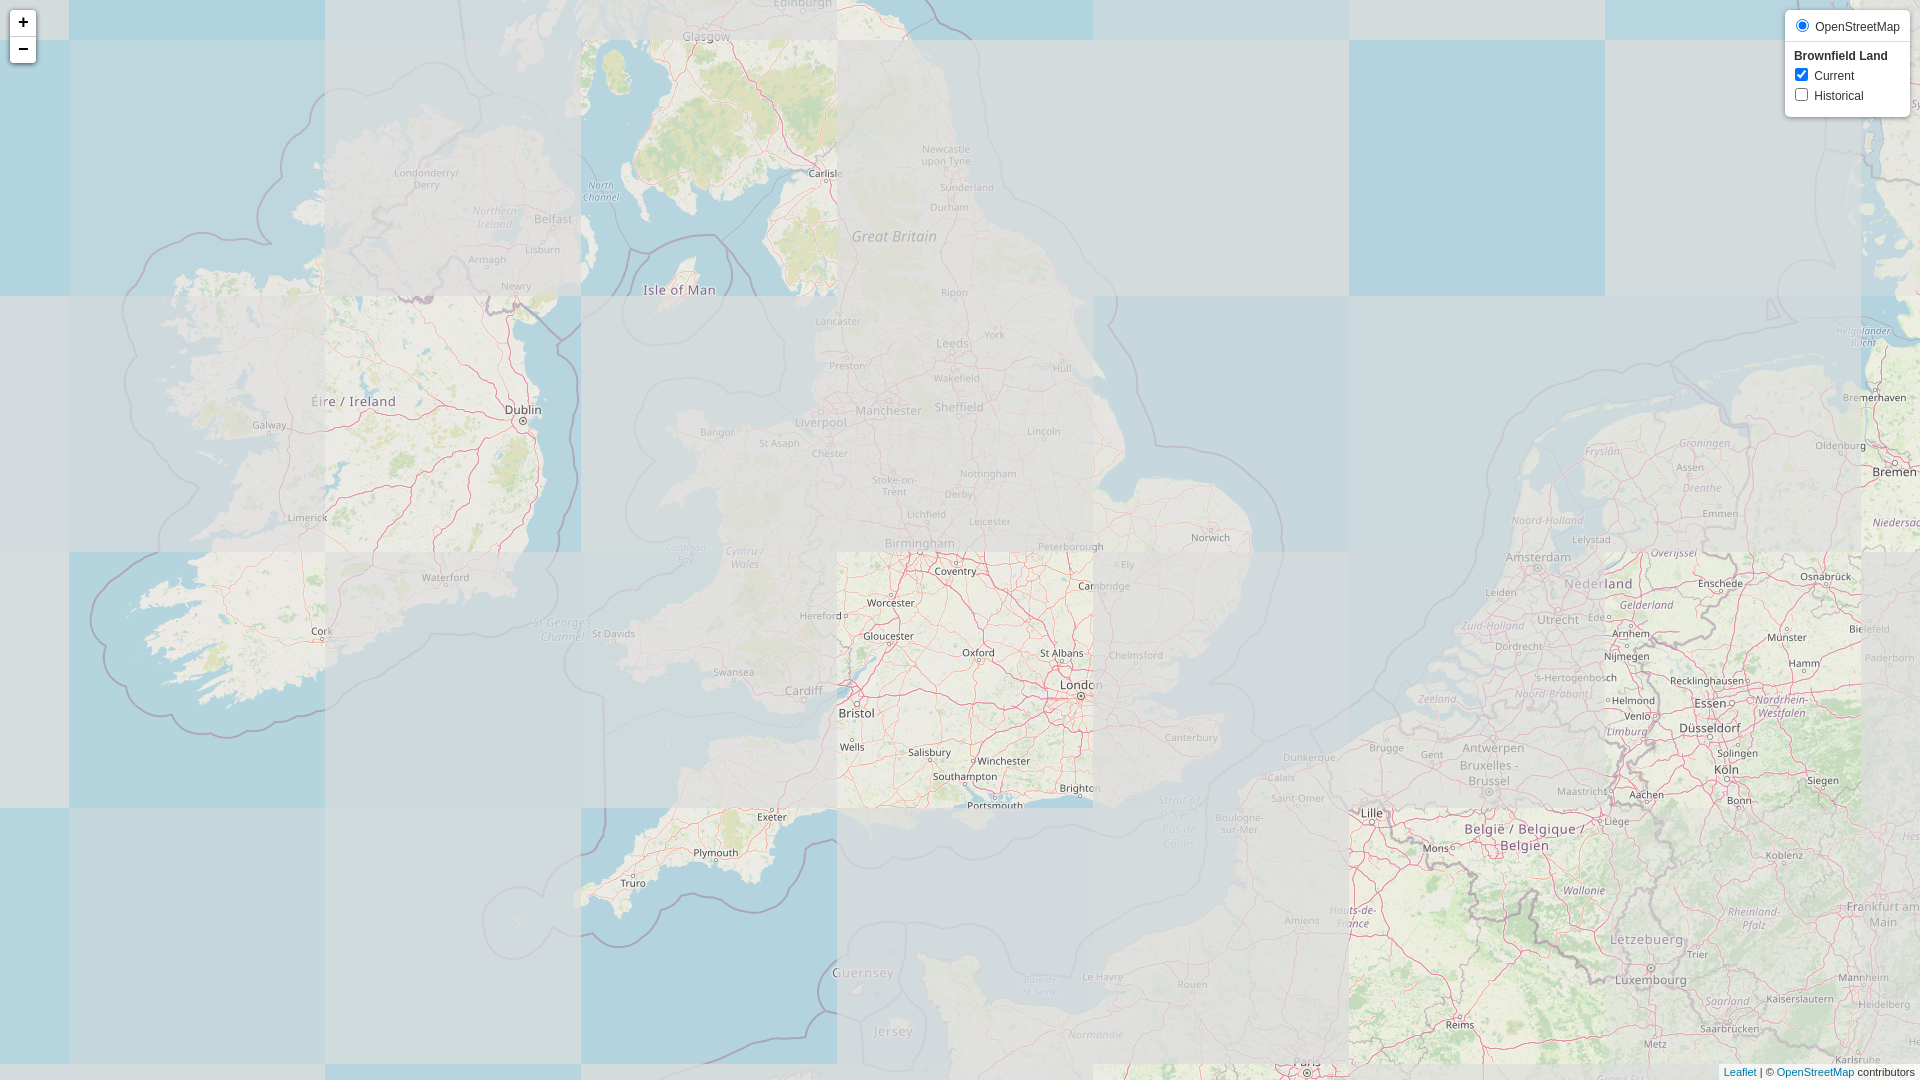 +
−
OpenStreetMap
Brownfield Land
Current
Historical
Edinburgh
Glasgow
Londonderry/
Derry
North
Channel
Carlisle
Newcastle
upon Tyne
Sunderland
Durham
Northern
Ireland
Belfast
Lisburn
Armagh
Great Britain
Newry
Isle of Man
Ripon
Lancaster
York
Leeds
Helgoländer
Bucht
Preston
Hull
Wakefield
Bremerhaven
Éire / Ireland
Dublin
Manchester
Sheffield
Galway
Liverpool
Bangor
Lincoln
St Asaph
Chester
Groningen
Oldenburg
Fryslân
Assen
Bremen
Nottingham
Stoke-on-
Trent
Derby
Drenthe
Limerick
Lichfield
Leicester
Emmen
Noord-Holland
Niedersac
Norwich
Lelystad
Birmingham
Peterborough
Cardigan
Bay
Cymru /
Wales
Overijssel
Amsterdam
Ely
Coventry
Waterford
Cambridge
Nederland
Enschede
Osnabrück
Leiden
Worcester
Gelderland
Hereford
Utrecht
Ede
St George's
Channel
Cork
St Davids
Zuid-Holland
Arnhem
Münster
Bielefeld
Gloucester
Dordrecht
Oxford
St Albans
Chelmsford
Nijmegen
Paderborn
Hamm
Swansea
's-Hertogenbosch
Recklinghausen
London
Cardiff
Noord-Brabant
Zeeland
Helmond
Essen
Nordrhein-
Westfalen
Bristol
Venlo
Düsseldorf
Limburg
Canterbury
Wells
Salisbury
Brugge
Antwerpen
Gent
Solingen
Winchester
Dunkerque
Bruxelles -
Brussel
Köln
Southampton
Calais
Siegen
Brighton
Maastricht
Aachen
Saint-Omer
Bonn
Portsmouth
Strait of
Dover /
Pas de
Calais
Exeter
Lille
Boulogne-
sur-Mer
Liège
België / Belgique /
Belgien
Hes
Mons
Plymouth
Koblenz
Truro
Wallonie
Frankfurt am
Main
Hauts-de-
France
Rheinland-
Pfalz
Amiens
Lëtzebuerg
Trier
Guernsey
Le Havre
Luxembourg
Mannheim
Baie de
la Seine
Rouen
Kaiserslautern
Saarland
Heidelberg
Reims
Saarbrücken
Jersey
Normandie
Metz
Karlsruhe
Paris
Grand Est
Leaflet | © OpenStreetMap contributors